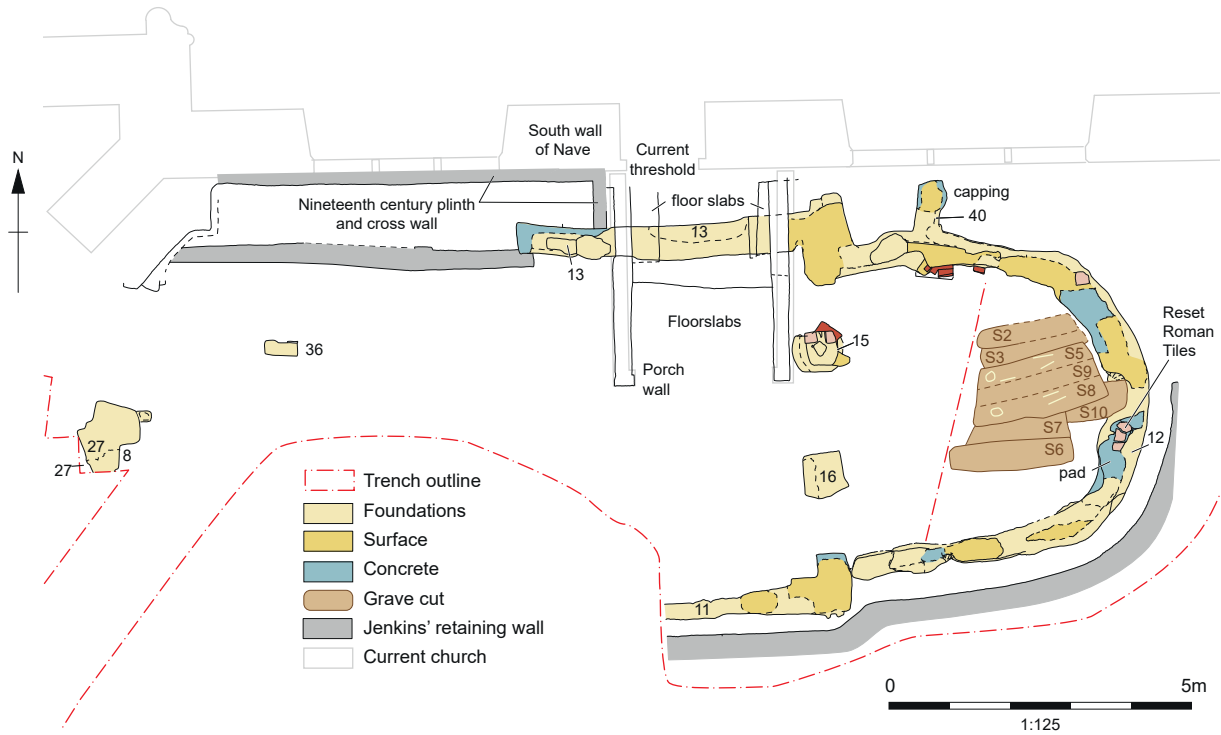 N
South wall
of Nave
Current
threshold
floor slabs
capping
40
Nineteenth century plinth
and cross wall
13
13
Floorslabs
Porch
wall
36
15
Reset
Roman
Tiles
S2
S3
S5
S9
S8
S10
S7
S6
12
pad
27
27
8
16
11
Trench outline
Foundations
Surface
Concrete
Grave cut
Jenkins’ retaining wall
Current church
0
5m
1:125